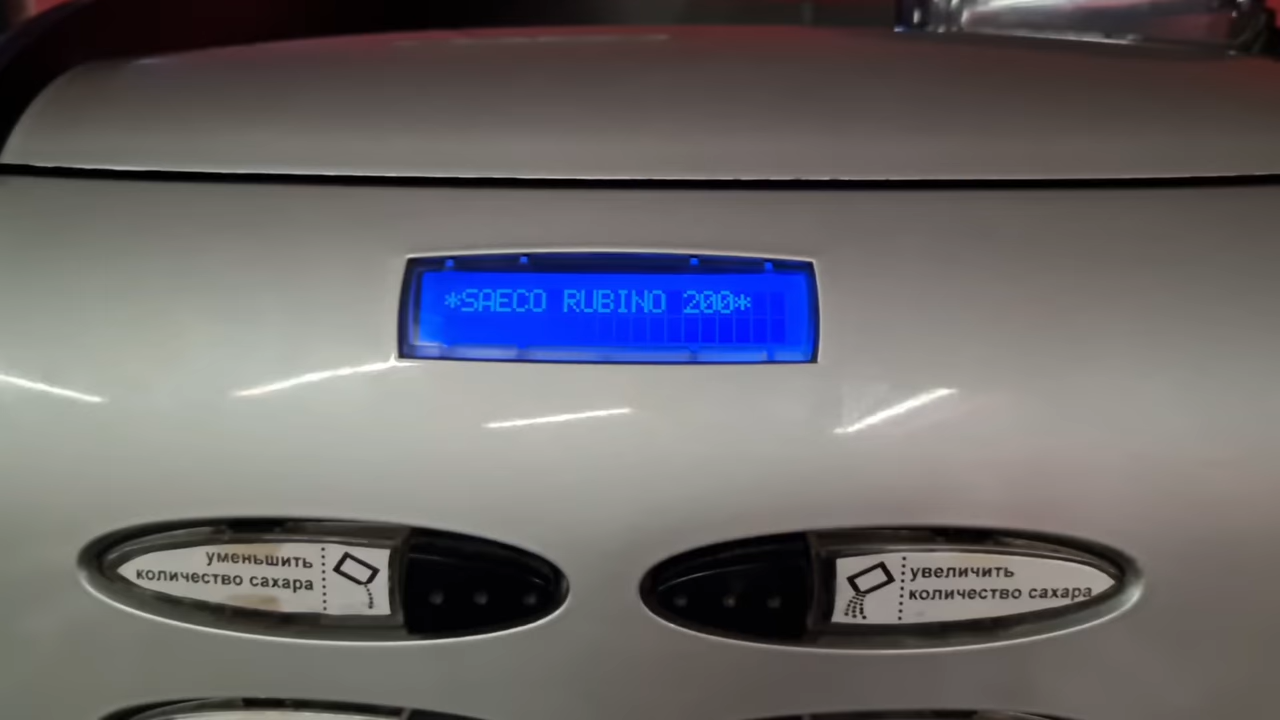 *SAECO RUBINO 200*
уменьшить
количество сахара
увеличить
количество сахара